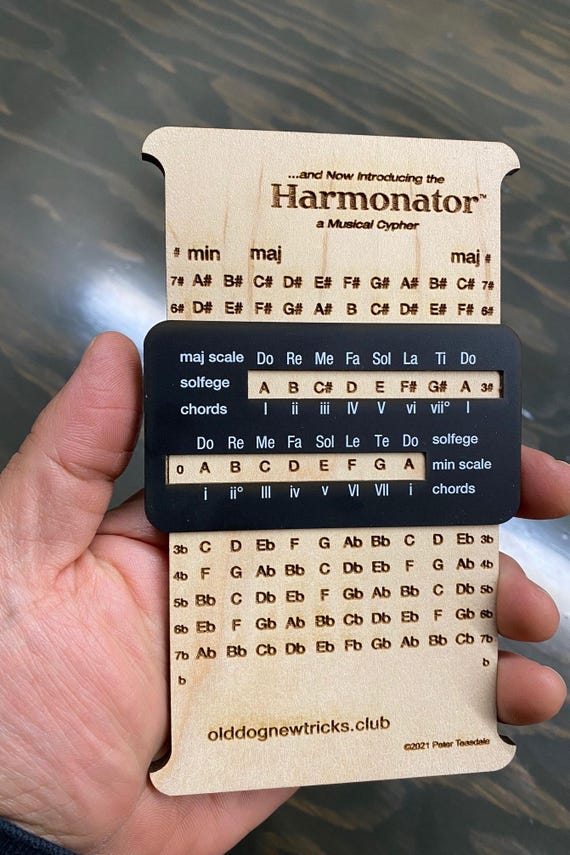 ...and Now Introducing the
Harmonator™
a Musical Cypher
# min maj maj #
7# A# B# C# D# E# F# G# A# B# C# 7#
6# D# E# F# G# A# B C# D# E# F# 6#
maj scale Do Re Me Fa Sol La Ti Do
solfege A B C# D E F# G# A 3#
chords I ii iii IV V vi vii° I
Do Re Me Fa Sol Le Te Do solfege
0 A B C D E F G A min scale
i ii° III iv v VI VII i chords
3b C D Eb F G Ab Bb C D Eb 3b
4b F G Ab Bb C Db Eb F G Ab 4b
5b Bb C Db Eb F Gb Ab Bb C Db 5b
6b Eb F Gb Ab Bb Cb Db Eb F Gb 6b
7b Ab Bb Cb Db Eb Fb Gb Ab Bb Cb 7b
b b
olddognewtricks.club
©2021 Peter Teasdale